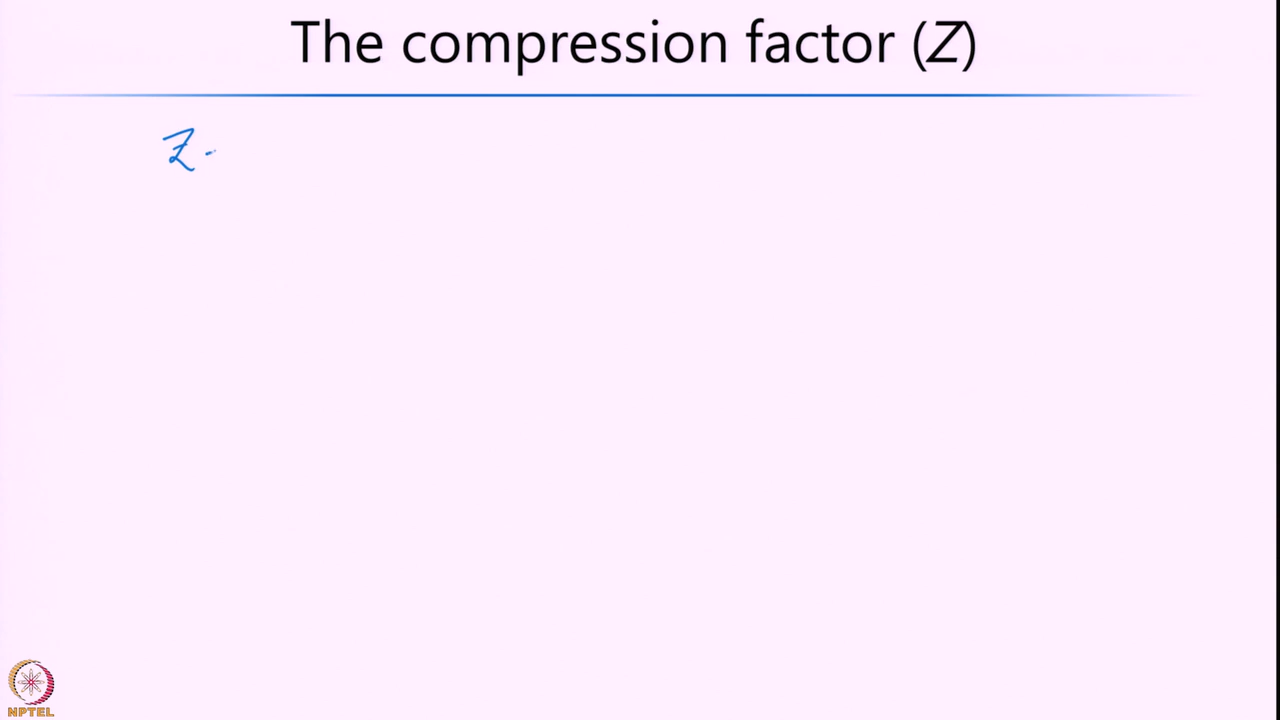 The compression factor (Z)
Z -
NPTEL